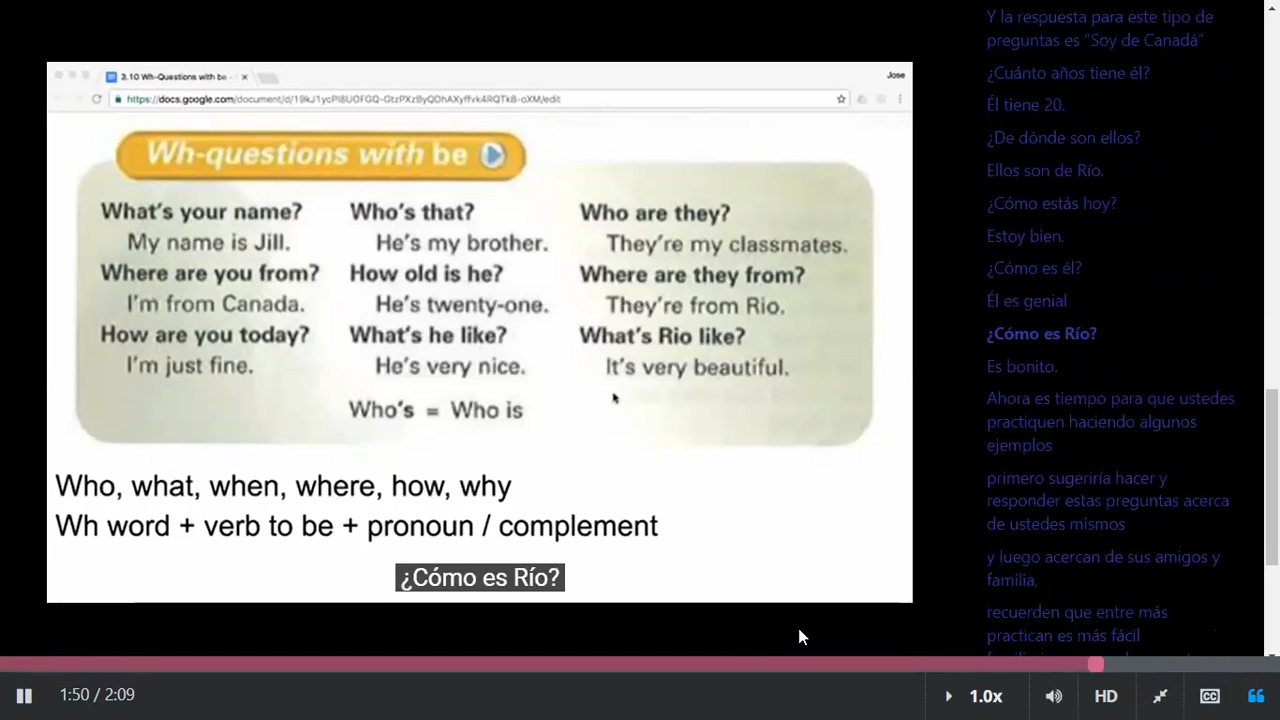 3.10 Wh-Questions with be -
Jose
Wh-questions with be
What's your name?
My name is Jill.
Where are you from?
I'm from Canada.
How are you today?
I'm just fine.
Who's that?
He's my brother.
How old is he?
He's twenty-one.
What's he like?
He's very nice.
Who's = Who is
Who are they?
They're my classmates.
Where are they from?
They're from Rio.
What's Rio like?
It's very beautiful.
Who, what, when, where, how, why
Wh word + verb to be + pronoun / complement
¿Cómo es Río?
Y la respuesta para este tipo de
preguntas es “Soy de Canadá”
¿Cuánto años tiene él?
Él tiene 20.
¿De dónde son ellos?
Ellos son de Río.
¿Cómo estás hoy?
Estoy bien.
¿Cómo es él?
Él es genial
¿Cómo es Río?
Es bonito.
Ahora es tiempo para que ustedes
practiquen haciendo algunos
ejemplos
primero sugeriría hacer y
responder estas preguntas acerca
de ustedes mismos
y luego acercan de sus amigos y
familia,
recuerden que entre más
practican es más fácil
1:50 / 2:09
1.0x
HD
CC